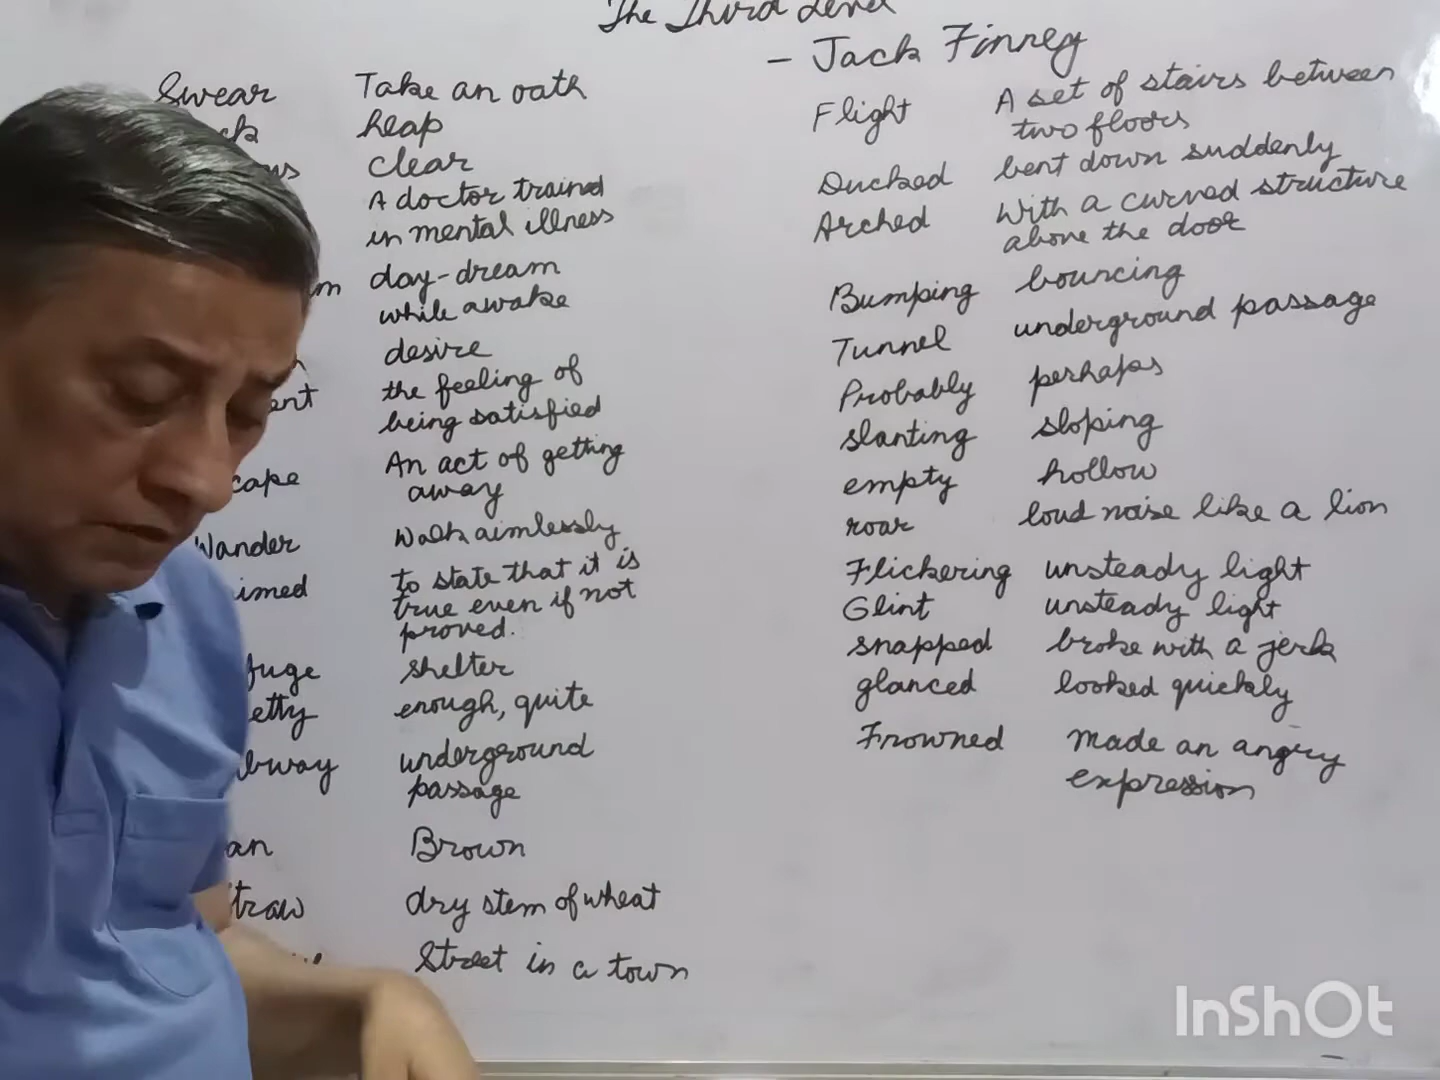 The Third Level
- Jack Finney
Swear Take an oath
heap
clear
A doctor trained
in mental illness
day-dream
while awake
desire
the feeling of
being satisfied
An act of getting
away
Wander Walk aimlessly
to state that it is
true even if not
proved.
shelter
enough, quite
underground
passage
Brown
dry stem of wheat
Street in a town
Flight A set of stairs between
two floors
Ducked bent down suddenly
Arched With a curved structure
above the door
Bumping bouncing
Tunnel underground passage
Probably perhaps
slanting sloping
empty hollow
roar loud noise like a lion
Flickering unsteady light
Glint unsteady light
snapped broke with a jerk
glanced looked quickly
Frowned made an angry
expression
InShOt